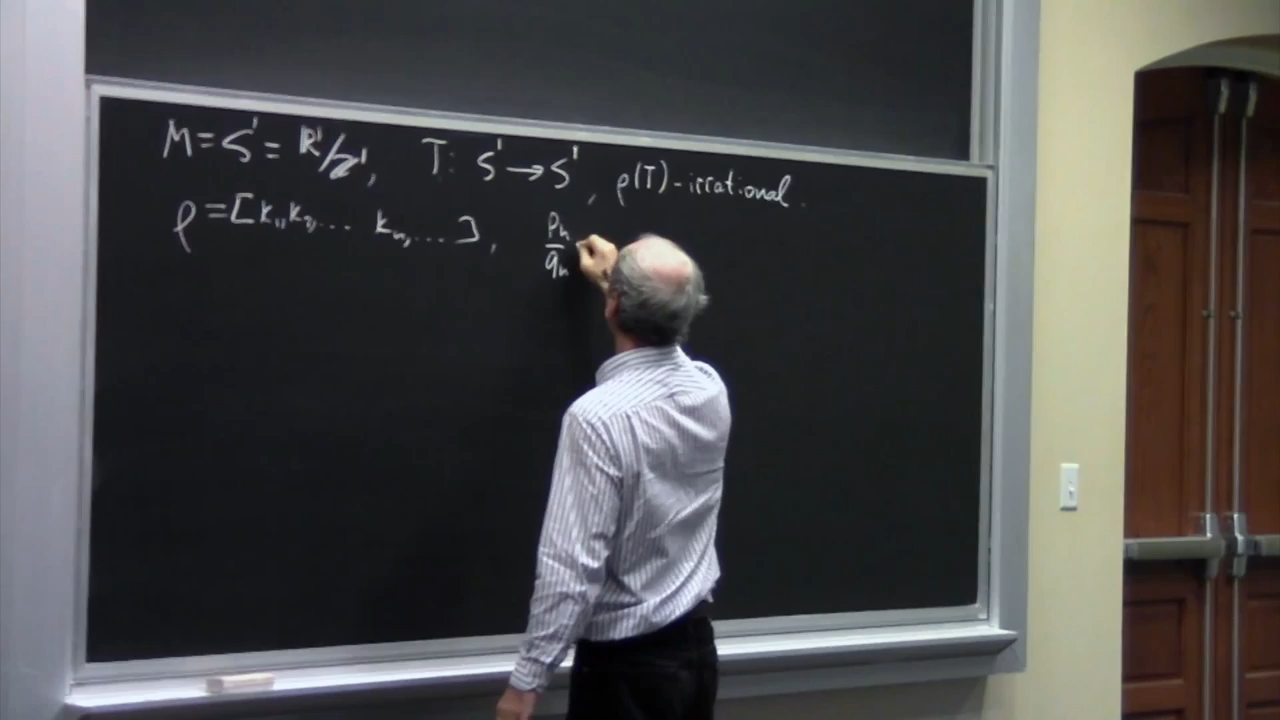 M = S¹ = ℝ¹/ℤ¹, T: S¹ → S¹, ρ(T) - irrational.
ρ = [k₁, k₂, ... kₙ, ...], pₙ/qₙ